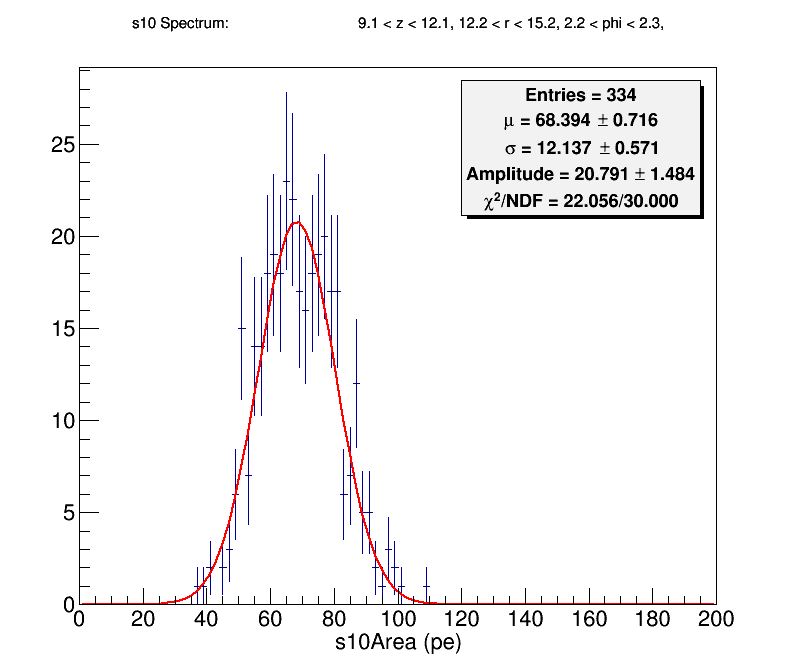 s10 Spectrum: 9.1 < z < 12.1, 12.2 < r < 15.2, 2.2 < phi < 2.3,
Entries = 334
μ = 68.394 ± 0.716
σ = 12.137 ± 0.571
Amplitude = 20.791 ± 1.484
χ²/NDF = 22.056/30.000
25
20
15
10
5
0
0 20 40 60 80 100 120 140 160 180 200
s10Area (pe)